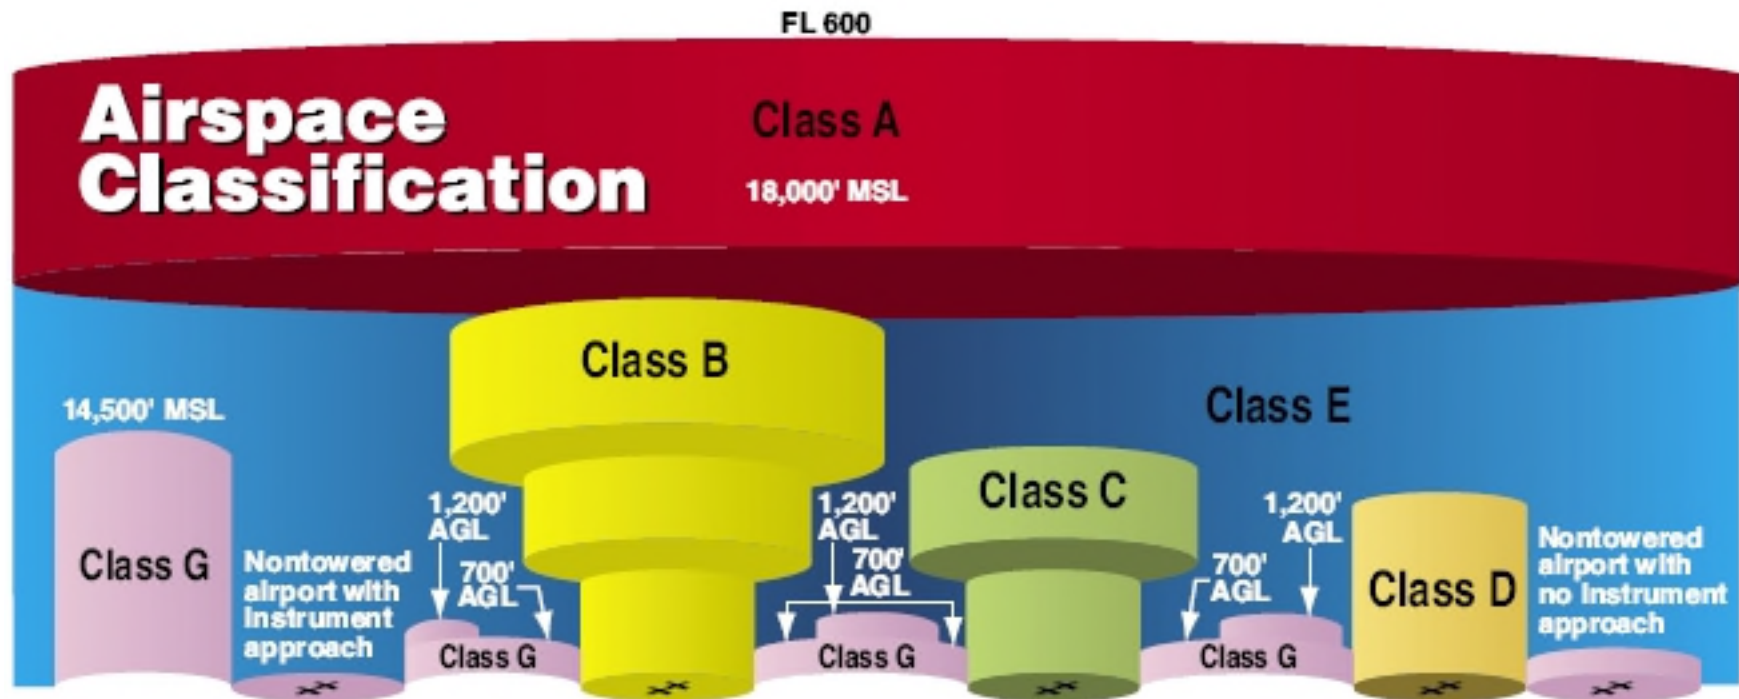 FL 600
Airspace
Classification
Class A
18,000' MSL
Class B
14,500' MSL
Class E
Class G
Nontowered
airport with
Instrument
approach
1,200'
AGL
700'
AGL
Class G
1,200'
AGL
700'
AGL
Class G
Class C
1,200'
AGL
700'
AGL
Class G
Class D
Nontowered
airport with
no Instrument
approach